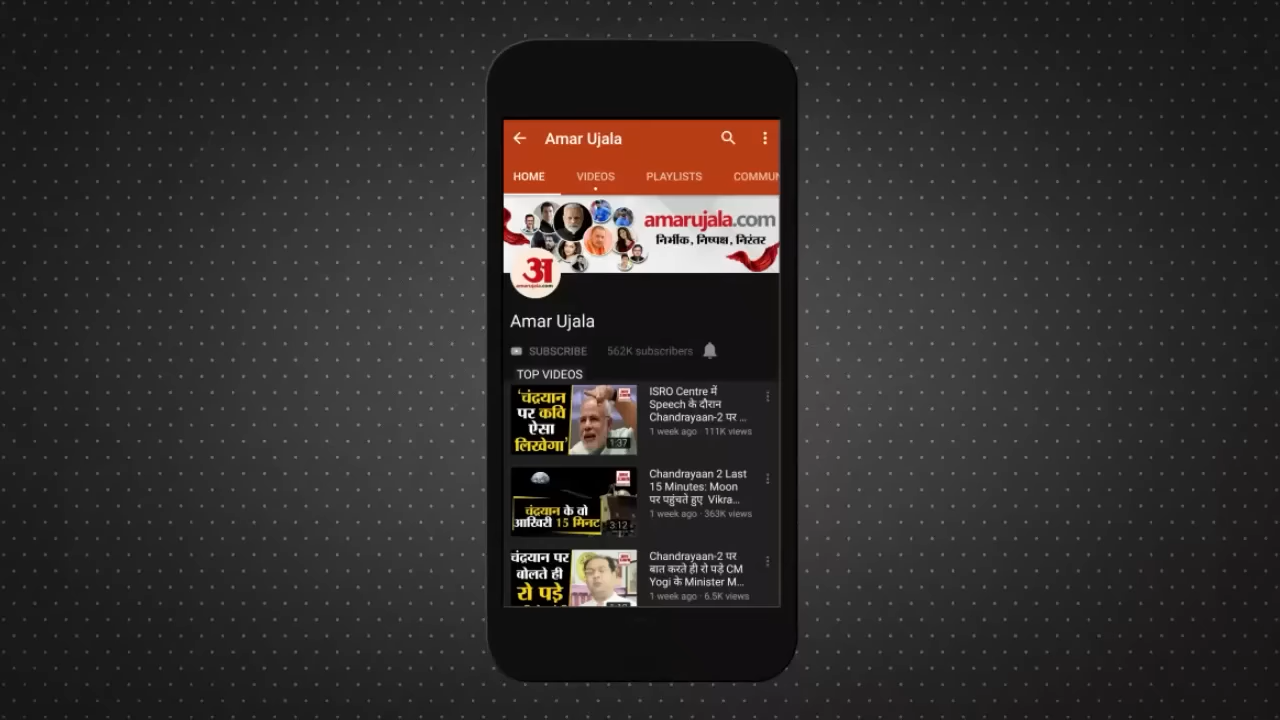 Amar Ujala
HOME VIDEOS PLAYLISTS COMMUN
amarujala.com
निर्भीक, निष्पक्ष, निरंतर
अ
amarujala.com
Amar Ujala
SUBSCRIBE 562K subscribers
TOP VIDEOS
'चंद्रयान
पर कवि
ऐसा
लिखेगा'
1:37
ISRO Centre में
Speech के दौरान
Chandrayaan-2 पर ...
1 week ago · 111K views
चंद्रयान के वो
आखिरी 15 मिनट
3:12
Chandrayaan 2 Last
15 Minutes: Moon
पर पहुंचते हुए Vikra...
1 week ago · 363K views
चंद्रयान पर
बोलते ही
रो पड़े
Chandrayaan-2 पर
बात करते ही रो पड़े CM
Yogi के Minister M...
1 week ago · 6.5K views